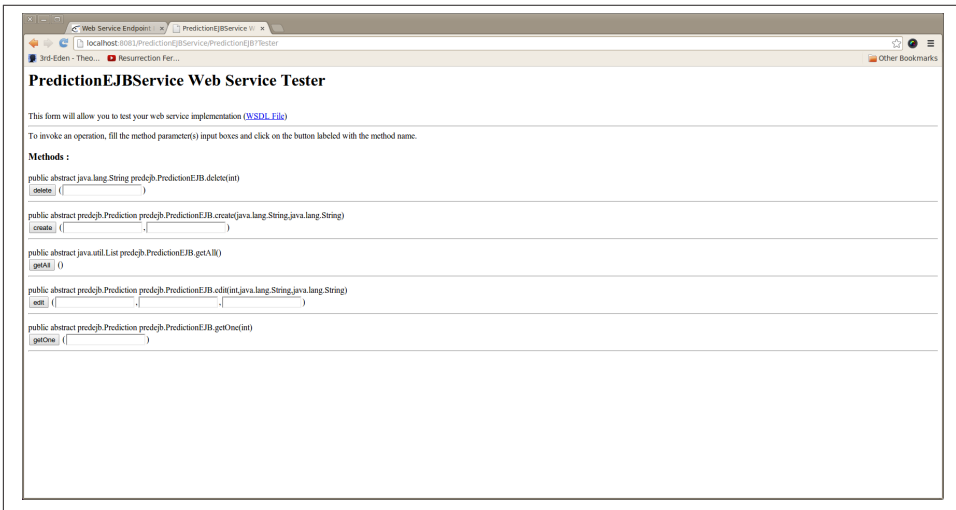 Web Service Endpoint
PredictionEJBService W
localhost:8081/PredictionEJBService/PredictionEJB?Tester
3rd-Eden - Theo... Resurrection Fer... Other Bookmarks
PredictionEJBService Web Service Tester
This form will allow you to test your web service implementation (WSDL File)
To invoke an operation, fill the method parameter(s) input boxes and click on the button labeled with the method name.
Methods :
public abstract java.lang.String predejb.PredictionEJB.delete(int)
delete ( )
public abstract predejb.Prediction predejb.PredictionEJB.create(java.lang.String,java.lang.String)
create ( , )
public abstract java.util.List predejb.PredictionEJB.getAll()
getAll ()
public abstract predejb.Prediction predejb.PredictionEJB.edit(int,java.lang.String,java.lang.String)
edit ( , , )
public abstract predejb.Prediction predejb.PredictionEJB.getOne(int)
getOne ( )